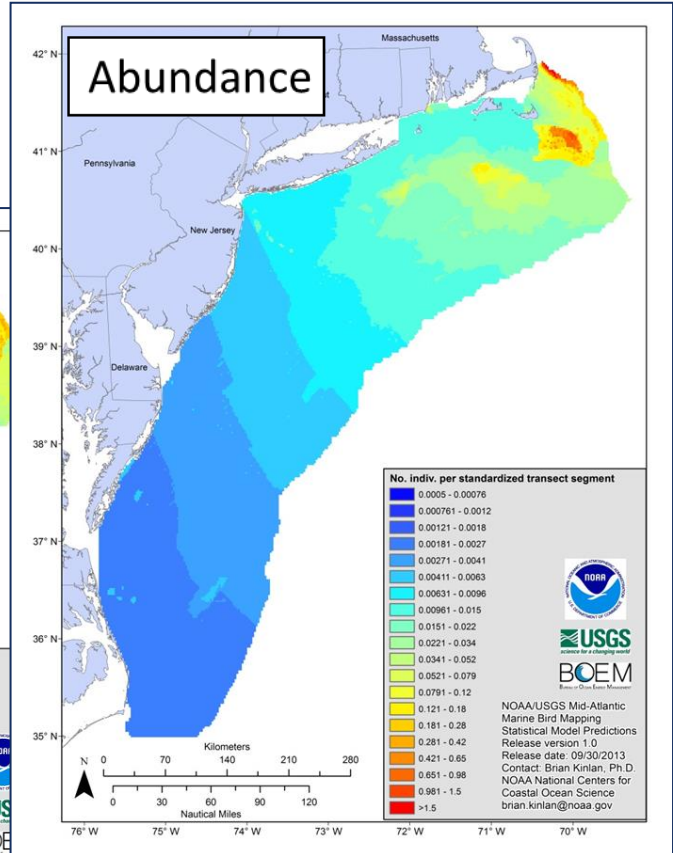 Abundance
Massachusetts
Pennsylvania
New Jersey
Delaware
42° N
41° N
40° N
39° N
38° N
37° N
36° N
35° N
76° W
75° W
74° W
73° W
72° W
71° W
70° W
N
Kilometers
0 70 140 210 280
0 30 60 90 120
Nautical Miles
No. indiv. per standardized transect segment
0.0005 - 0.00076
0.000761 - 0.0012
0.00121 - 0.0018
0.00181 - 0.0027
0.00271 - 0.0041
0.00411 - 0.0063
0.00631 - 0.0096
0.00961 - 0.015
0.0151 - 0.022
0.0221 - 0.034
0.0341 - 0.052
0.0521 - 0.079
0.0791 - 0.12
0.121 - 0.18
0.181 - 0.28
0.281 - 0.42
0.421 - 0.65
0.651 - 0.98
0.981 - 1.5
>1.5
NOAA
USGS
science for a changing world
BOEM
Bureau of Ocean Energy Management
NOAA/USGS Mid-Atlantic
Marine Bird Mapping
Statistical Model Predictions
Release version 1.0
Release date: 09/30/2013
Contact: Brian Kinlan, Ph.D.
NOAA National Centers for
Coastal Ocean Science
brian.kinlan@noaa.gov